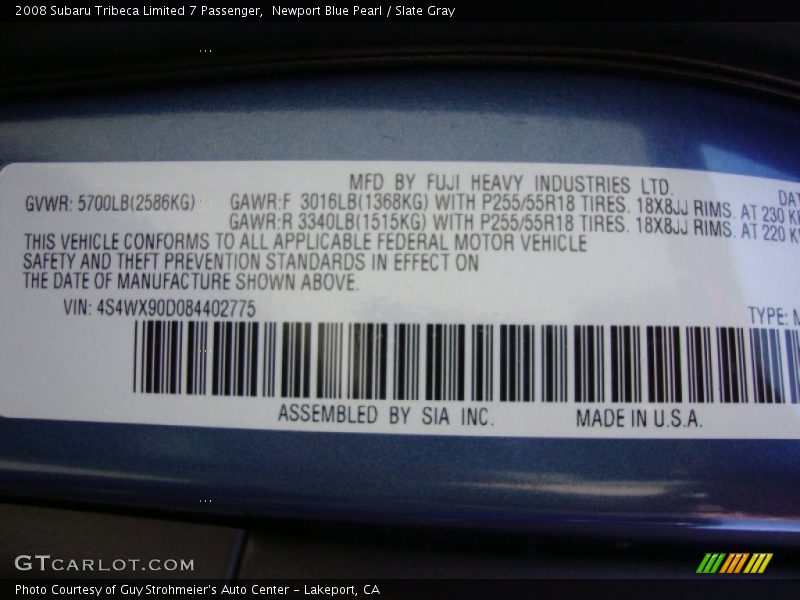 2008 Subaru Tribeca Limited 7 Passenger,  Newport Blue Pearl / Slate Gray
MFD BY FUJI HEAVY INDUSTRIES LTD.
GVWR: 5700LB(2586KG) GAWR:F 3016LB(1368KG) WITH P255/55R18 TIRES. 18X8JJ RIMS. AT 230
GAWR:R 3340LB(1515KG) WITH P255/55R18 TIRES. 18X8JJ RIMS. AT 220
THIS VEHICLE CONFORMS TO ALL APPLICABLE FEDERAL MOTOR VEHICLE
SAFETY AND THEFT PREVENTION STANDARDS IN EFFECT ON
THE DATE OF MANUFACTURE SHOWN ABOVE.
VIN: 4S4WX90D084402775 TYPE:
ASSEMBLED BY SIA INC. MADE IN U.S.A.
GTCARLOT.COM
Photo Courtesy of Guy Strohmeier's Auto Center – Lakeport, CA